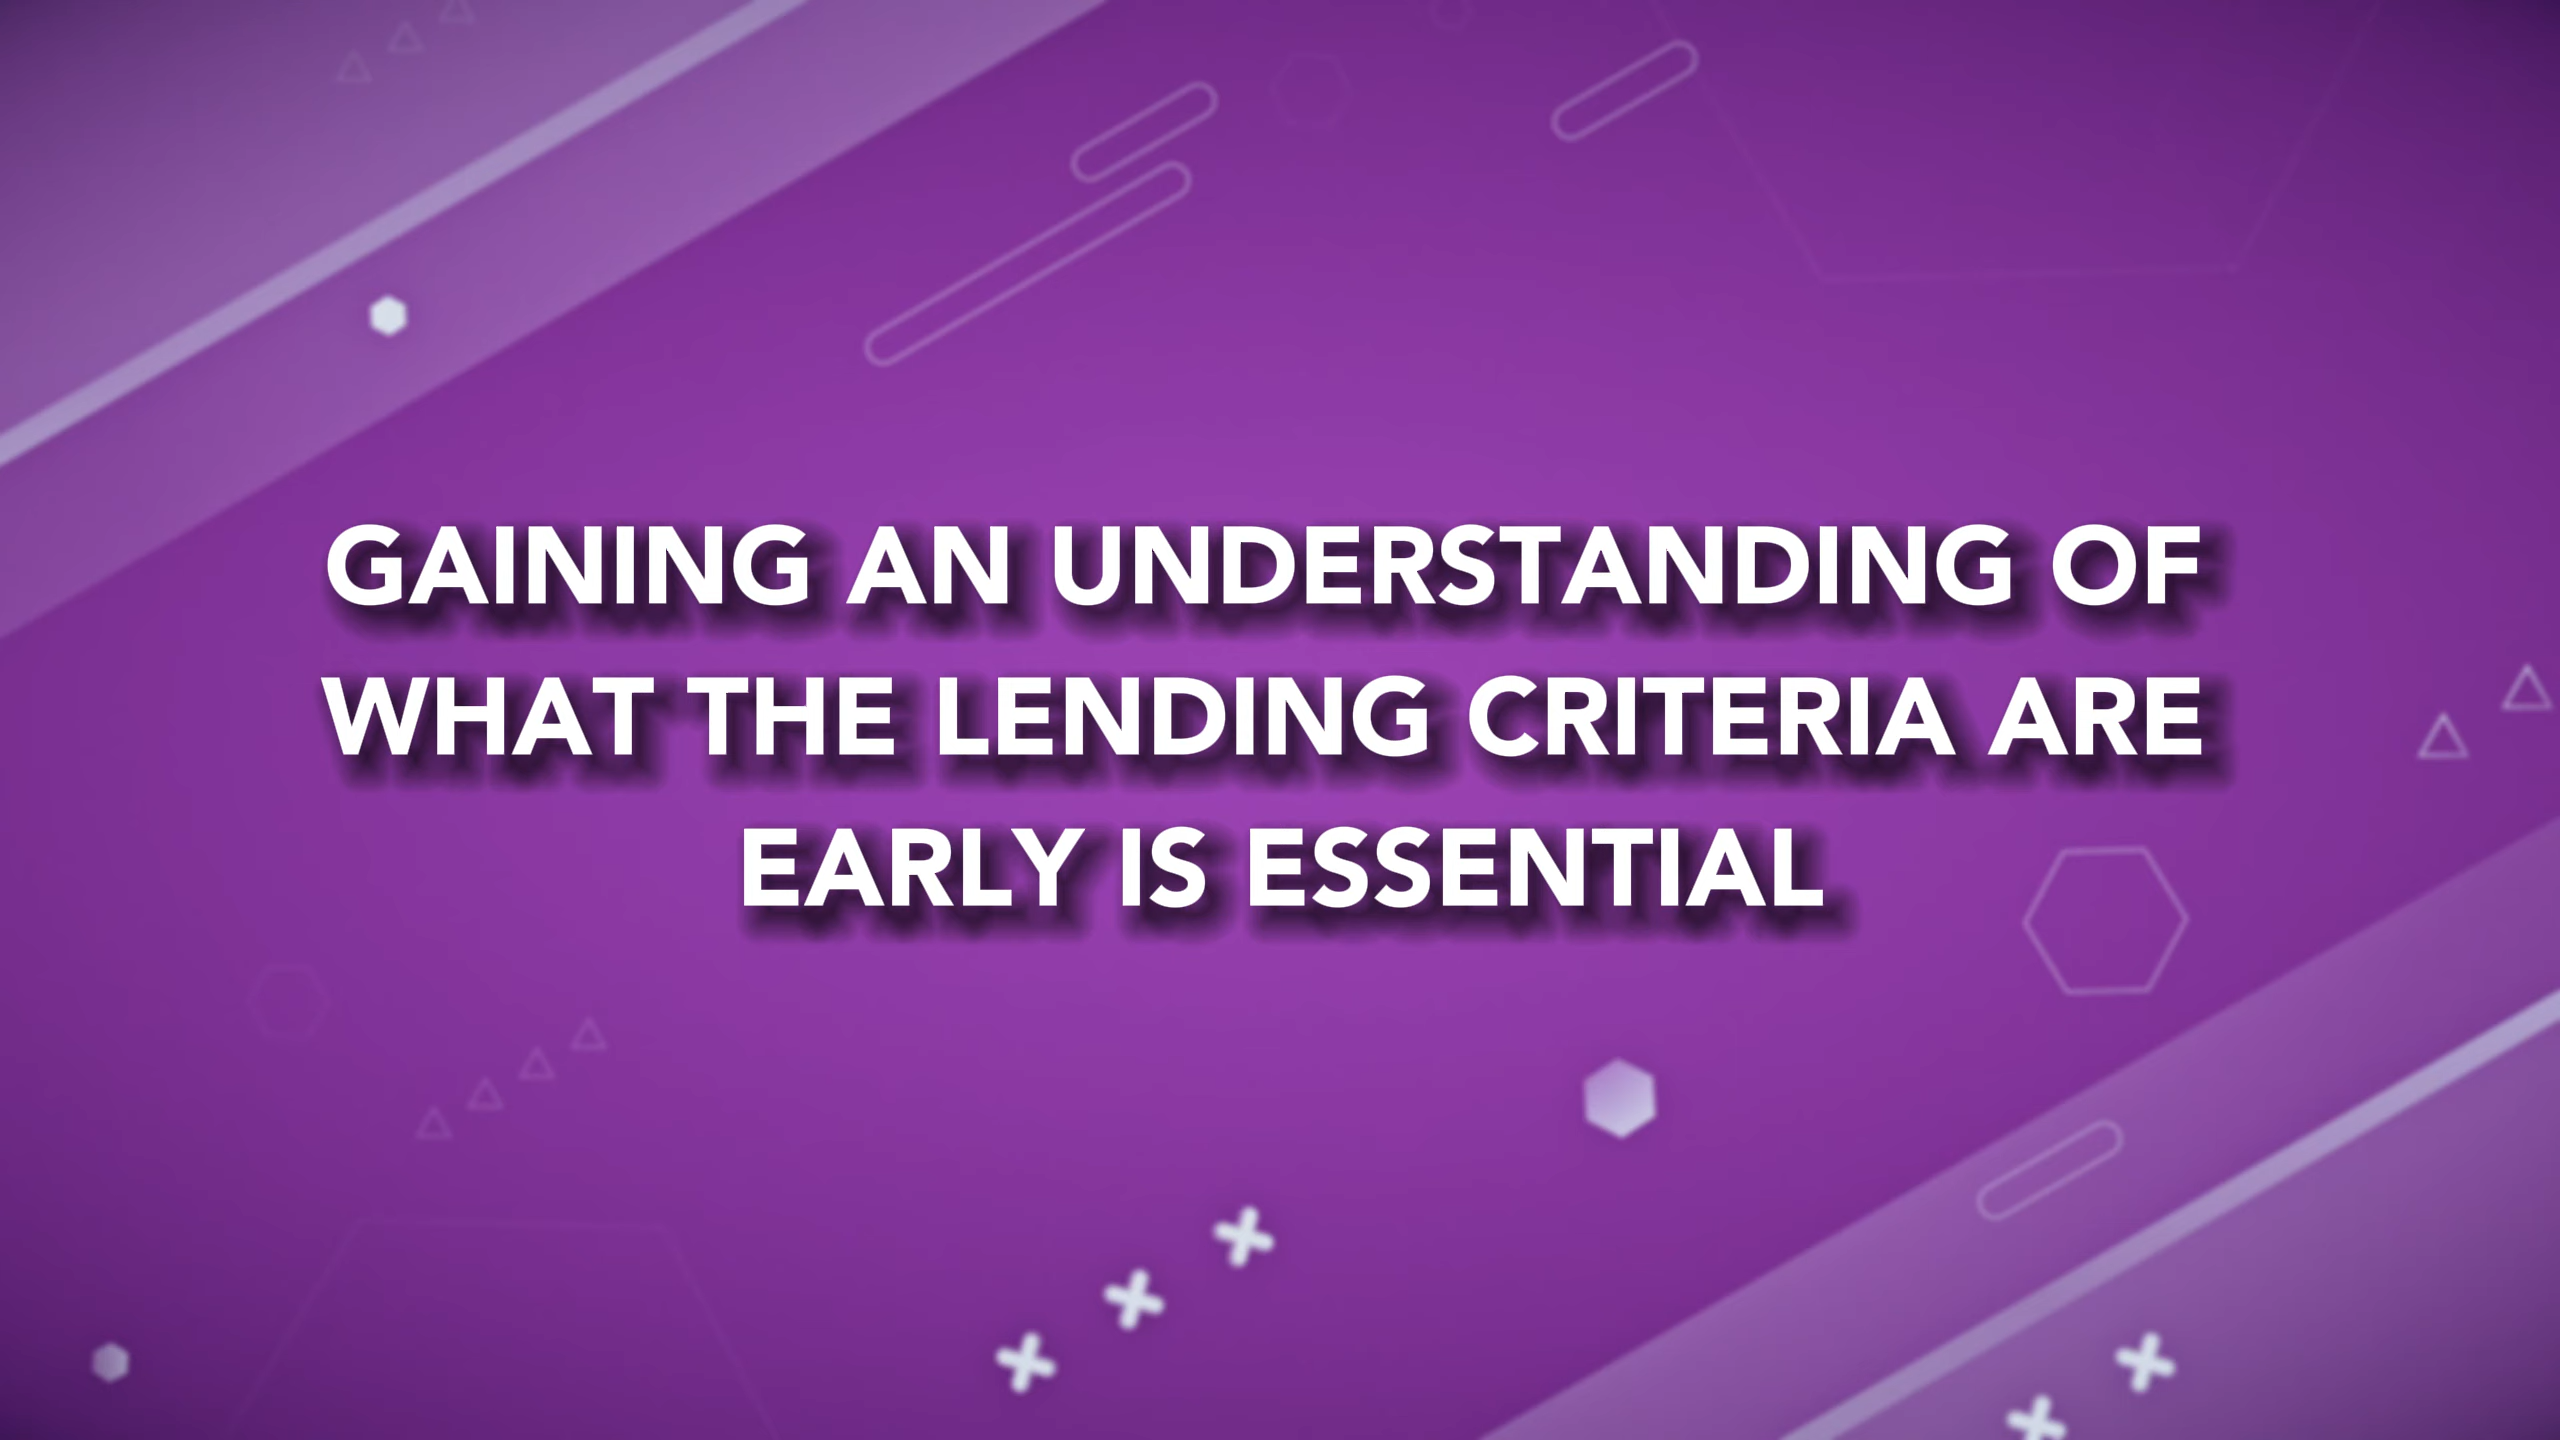 GAINING AN UNDERSTANDING OF
WHAT THE LENDING CRITERIA ARE
EARLY IS ESSENTIAL